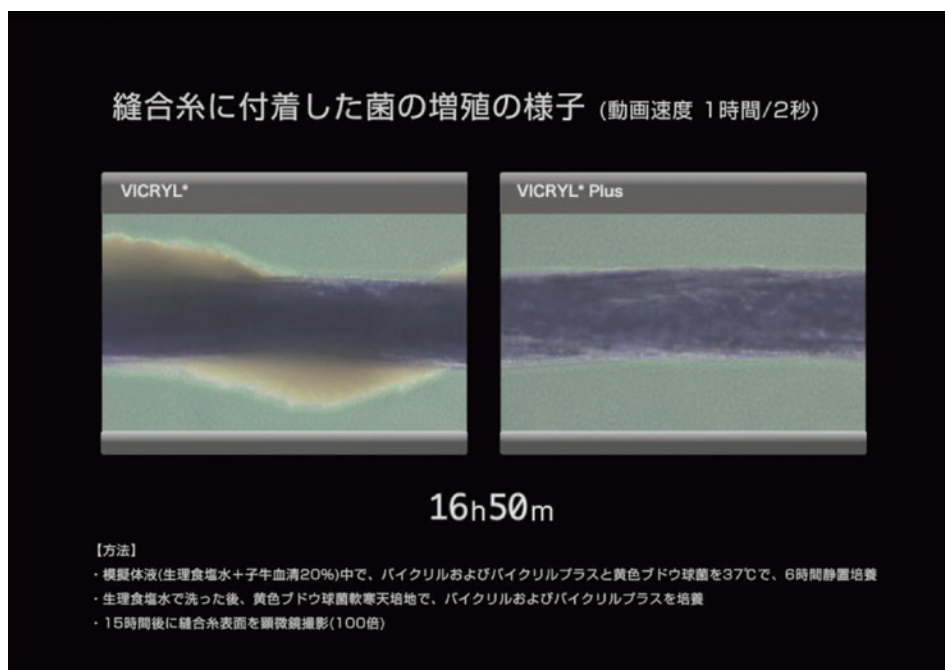 縫合糸に付着した菌の増殖の様子 (動画速度 1時間/2秒)
VICRYL*
VICRYL* Plus
16h50m
【方法】
・模擬体液(生理食塩水+子牛血清20%)中で、バイクリルおよびバイクリルプラスと黄色ブドウ球菌を37℃で、6時間静置培養
・生理食塩水で洗った後、黄色ブドウ球菌軟寒天培地で、バイクリルおよびバイクリルプラスを培養
・15時間後に縫合糸表面を顕微鏡撮影(100倍)